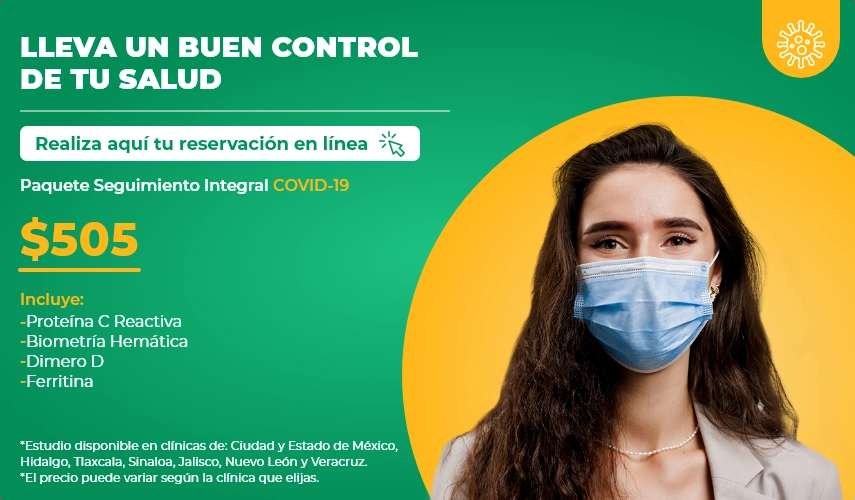 LLEVA UN BUEN CONTROL
DE TU SALUD
Realiza aquí tu reservación en línea
Paquete Seguimiento Integral COVID-19
$505
Incluye:
-Proteína C Reactiva
-Biometría Hemática
-Dimero D
-Ferritina
*Estudio disponible en clínicas de: Ciudad y Estado de México,
Hidalgo, Tlaxcala, Sinaloa, Jalisco, Nuevo León y Veracruz.
*El precio puede variar según la clínica que elijas.